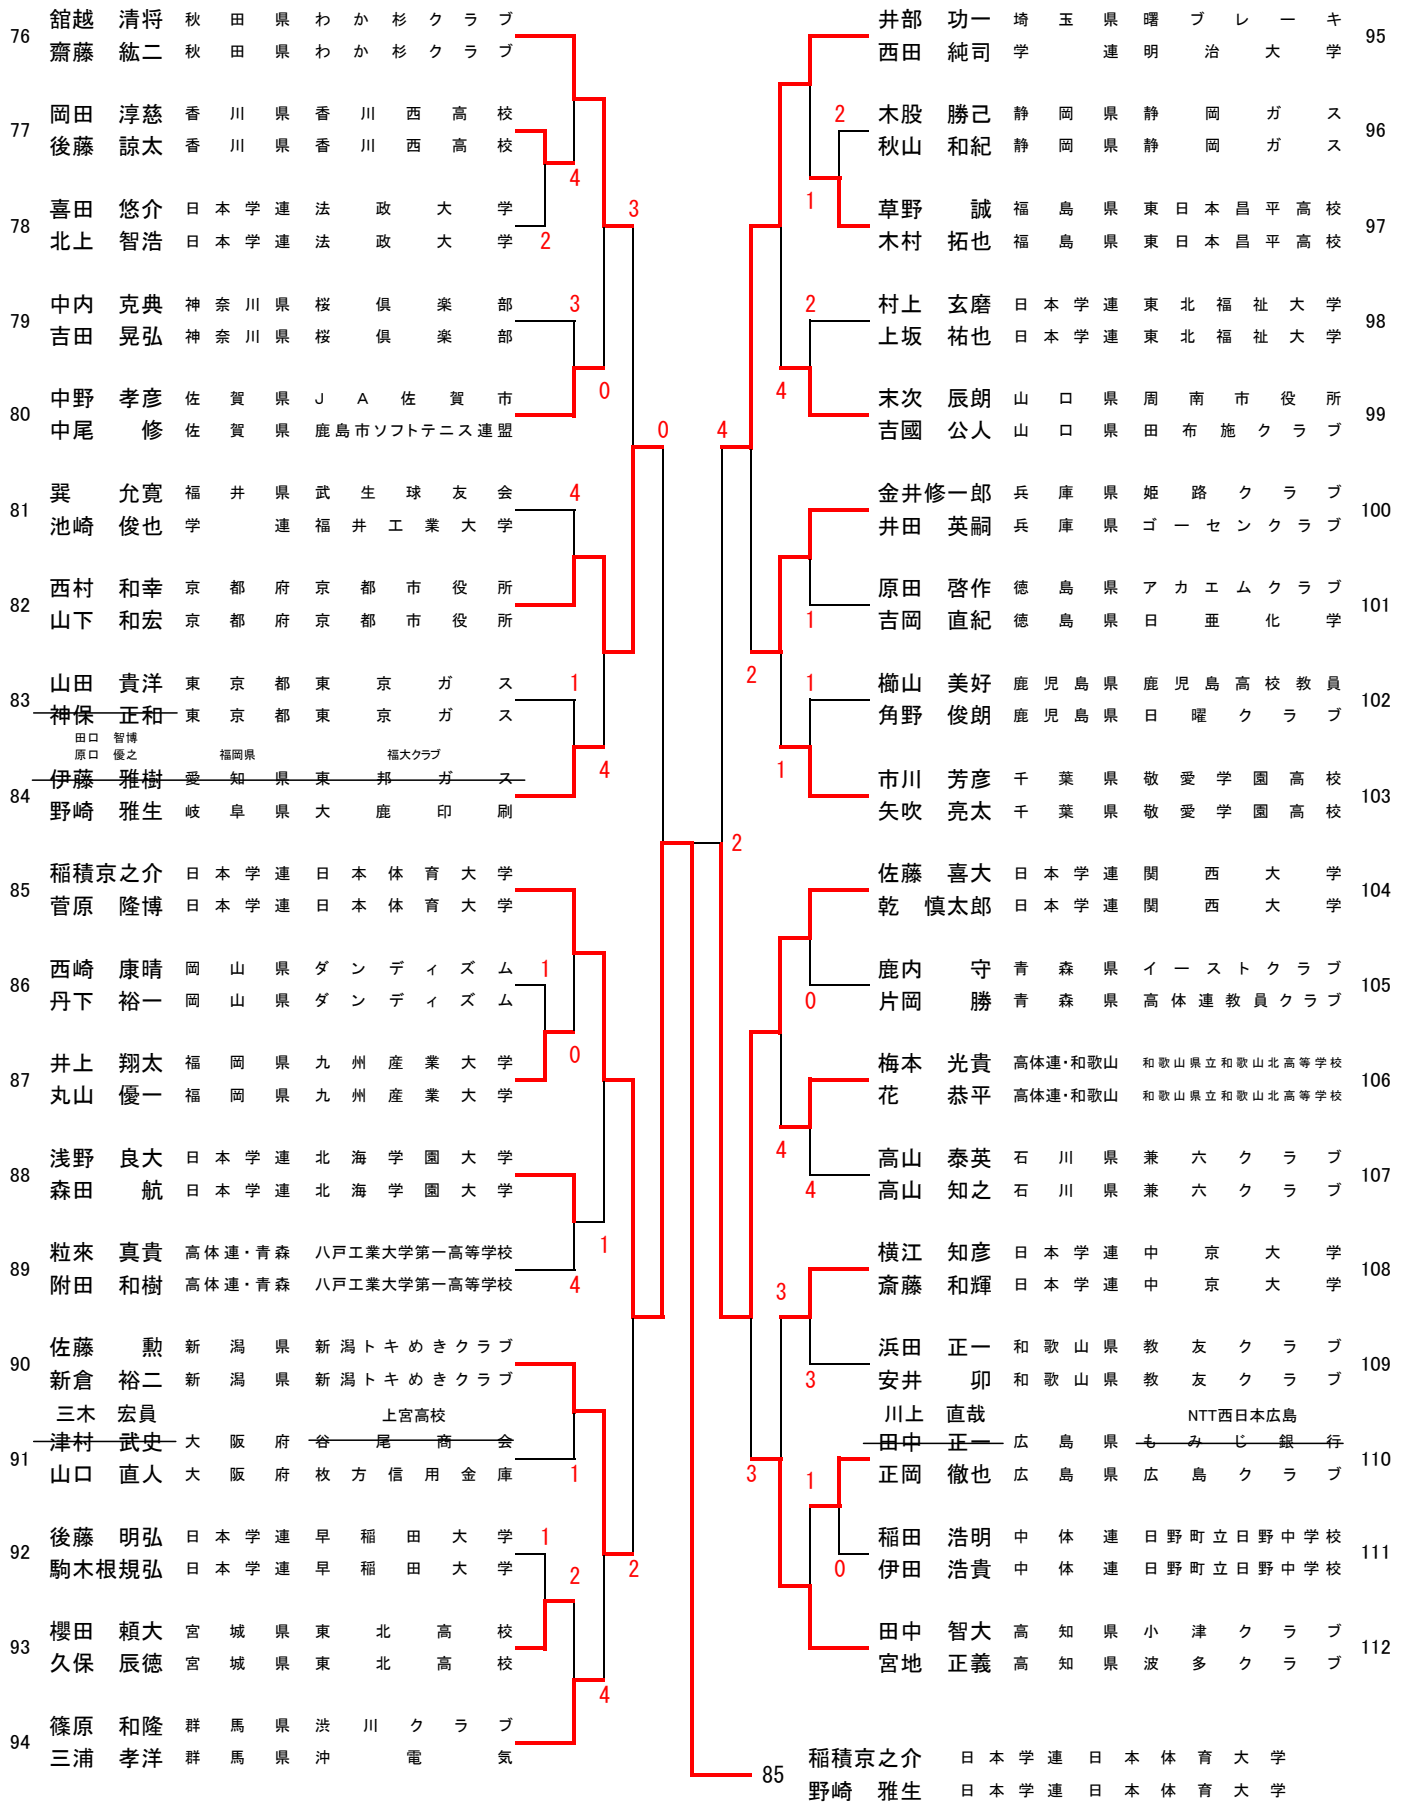 舘越 清将 秋田県 わか杉クラブ
76
齋藤 紘二 秋田県 わか杉クラブ
岡田 淳慈 香川県 香川西高校
77
後藤 諒太 香川県 香川西高校
4
喜田 悠介 日本学連 法政大学
3
78
北上 智浩 日本学連 法政大学
2
中内 克典 神奈川県 桜倶楽部
3
79
吉田 晃弘 神奈川県 桜倶楽部
中野 孝彦 佐賀県 JA佐賀市
0
80
中尾 修 佐賀県 鹿島市ソフトテニス連盟
0
巽 允寛 福井県 武生球友会
4
81
池崎 俊也 学連 福井工業大学
西村 和幸 京都府 京都市役所
82
山下 和宏 京都府 京都市役所
山田 貴洋 東京都 東京ガス
1
83
神保 正和 東京都 東京ガス
田口 智博
原口 優之 福岡県 福大クラブ
伊藤 雅樹 愛知県 東邦ガス
4
84
野崎 雅生 岐阜県 大鹿印刷
稲積京之介 日本学連 日本体育大学
85
菅原 隆博 日本学連 日本体育大学
西崎 康晴 岡山県 ダンディズム
1
86
丹下 裕一 岡山県 ダンディズム
0
井上 翔太 福岡県 九州産業大学
87
丸山 優一 福岡県 九州産業大学
浅野 良大 日本学連 北海学園大学
88
森田 航 日本学連 北海学園大学
1
粒來 真貴 高体連・青森 八戸工業大学第一高等学校
89
附田 和樹 高体連・青森 八戸工業大学第一高等学校
4
佐藤 勲 新潟県 新潟トキめきクラブ
90
新倉 裕二 新潟県 新潟トキめきクラブ
三木 宏員 上宮高校
津村 武史 大阪府 谷尾商会
91
山口 直人 大阪府 枚方信用金庫
1
後藤 明弘 日本学連 早稲田大学
1
92
駒木根規弘 日本学連 早稲田大学
2
2
櫻田 頼大 宮城県 東北高校
93
久保 辰徳 宮城県 東北高校
4
篠原 和隆 群馬県 渋川クラブ
94
三浦 孝洋 群馬県 沖電気
井部 功一 埼玉県 曙ブレーキ
95
西田 純司 学連 明治大学
木股 勝己 静岡県 静岡ガス
2
96
秋山 和紀 静岡県 静岡ガス
1
草野 誠 福島県 東日本昌平高校
97
木村 拓也 福島県 東日本昌平高校
村上 玄磨 日本学連 東北福祉大学
2
98
上坂 祐也 日本学連 東北福祉大学
4
末次 辰朗 山口県 周南市役所
99
吉國 公人 山口県 田布施クラブ
4
金井修一郎 兵庫県 姫路クラブ
100
井田 英嗣 兵庫県 ゴーセンクラブ
原田 啓作 徳島県 アカエムクラブ
101
吉岡 直紀 徳島県 日亜化学
1
2
櫛山 美好 鹿児島県 鹿児島高校教員
1
102
角野 俊朗 鹿児島県 日曜クラブ
1
市川 芳彦 千葉県 敬愛学園高校
103
矢吹 亮太 千葉県 敬愛学園高校
2
佐藤 喜大 日本学連 関西大学
104
乾 慎太郎 日本学連 関西大学
鹿内 守 青森県 イーストクラブ
105
片岡 勝 青森県 高体連教員クラブ
0
梅本 光貴 高体連・和歌山 和歌山県立和歌山北高等学校
106
花 恭平 高体連・和歌山 和歌山県立和歌山北高等学校
4
高山 泰英 石川県 兼六クラブ
107
高山 知之 石川県 兼六クラブ
4
横江 知彦 日本学連 中京大学
108
斎藤 和輝 日本学連 中京大学
3
浜田 正一 和歌山県 教友クラブ
109
安井 卯 和歌山県 教友クラブ
3
川上 直哉 NTT西日本広島
田中 正一 広島県 もみじ銀行
110
正岡 徹也 広島県 広島クラブ
3
1
稲田 浩明 中体連 日野町立日野中学校
111
伊田 浩貴 中体連 日野町立日野中学校
0
田中 智大 高知県 小津クラブ
112
宮地 正義 高知県 波多クラブ
稲積京之介 日本学連 日本体育大学
85
野崎 雅生 日本学連 日本体育大学